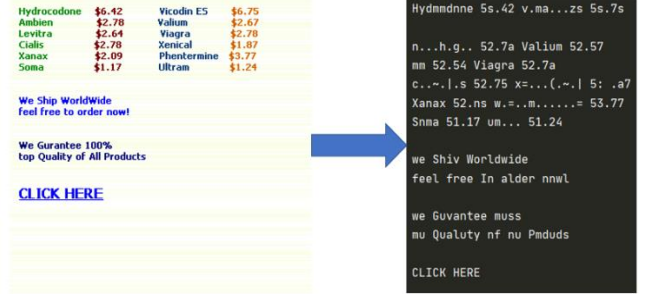 Hydrocodone $6.42 Vicodin ES $6.75
Ambien $2.78 Valium $2.67
Levitra $2.64 Viagra $2.78
Cialis $2.78 Xenical $1.87
Xanax $2.09 Phentermine $3.77
Soma $1.17 Ultram $1.24
We Ship WorldWide
feel free to order now!
We Gurantee 100%
top Quality of All Products
CLICK HERE
Hydmmdnne 5s.42 v.ma...zs 5s.7s
n...h.g.. 52.7a Valium 52.57
mm 52.54 Viagra 52.7a
c..~.|.s 52.75 x=...(.~.| 5: .a7
Xanax 52.ns w.=..m......= 53.77
Snma 51.17 um... 51.24
we Shiv Worldwide
feel free In alder nnwl
we Guvantee muss
mu Qualuty nf nu Pmduds
CLICK HERE